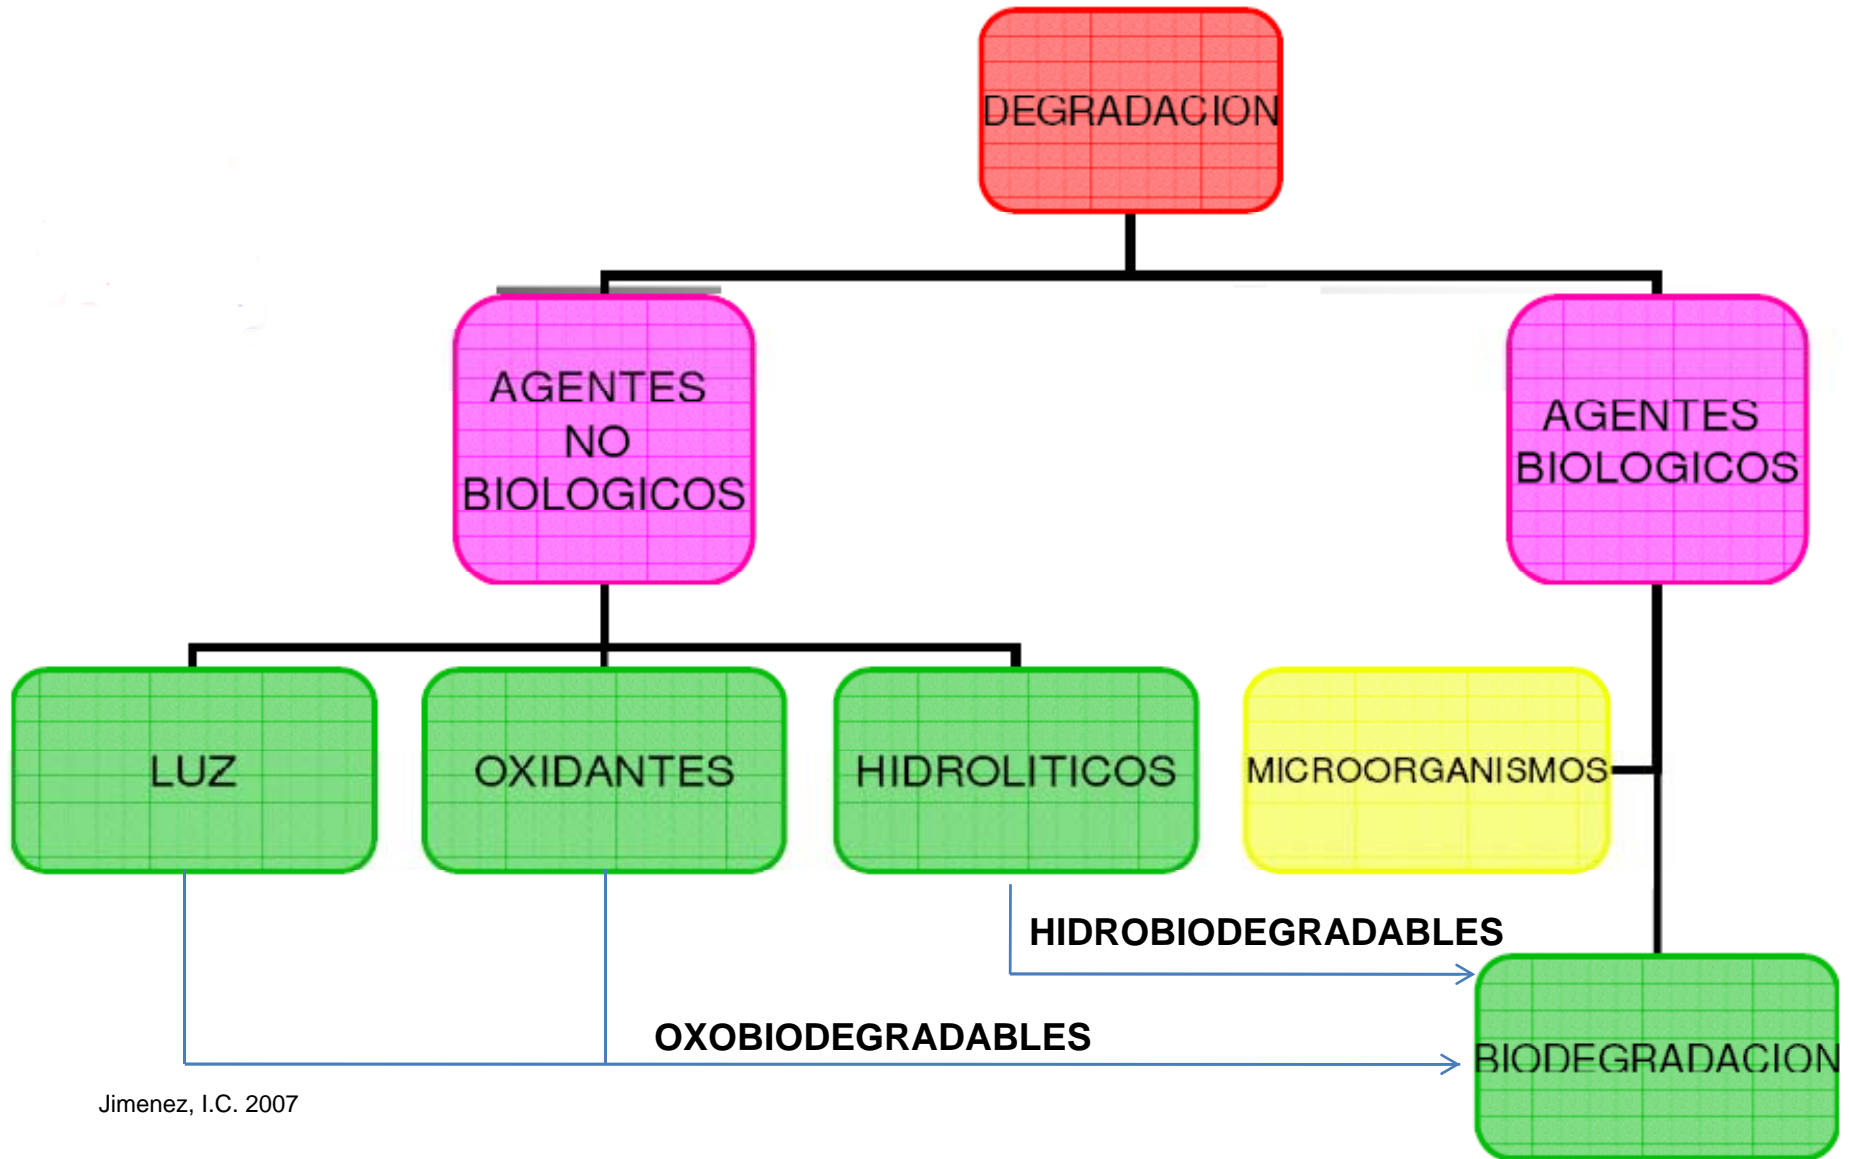 DEGRADACION
AGENTES
NO
BIOLOGICOS
AGENTES
BIOLOGICOS
LUZ
OXIDANTES
HIDROLITICOS
MICROORGANISMOS
HIDROBIODEGRADABLES
OXOBIODEGRADABLES
BIODEGRADACION
Jimenez, I.C. 2007